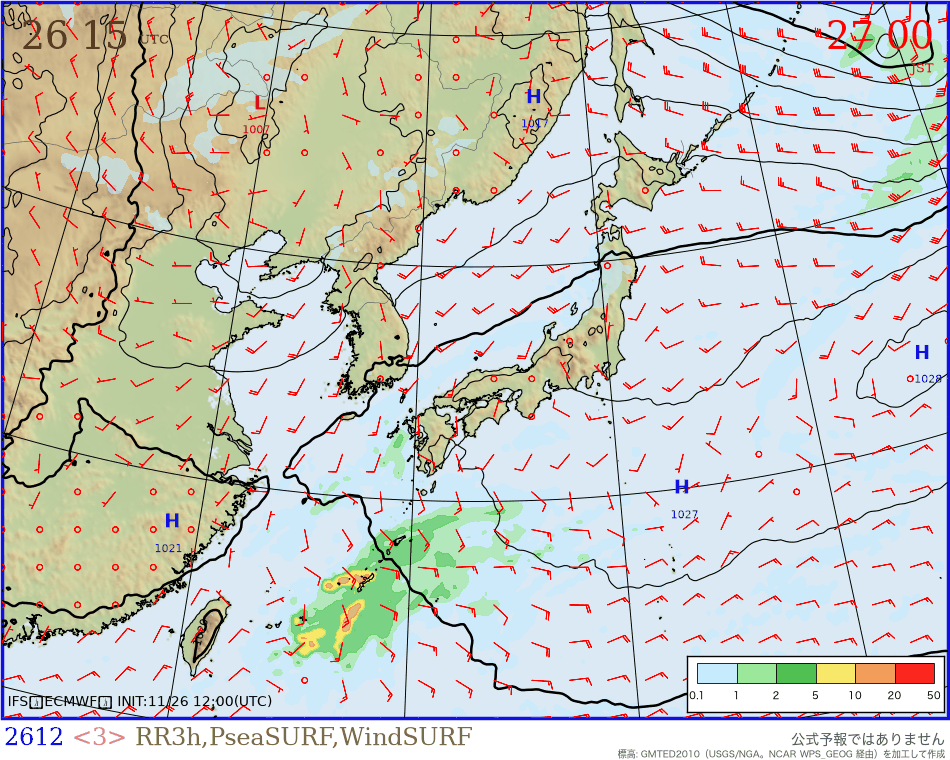 26 15 UTC
27 00
JST
H
L
1007
1017
H
1028
H
1027
H
1021
0.1 1 2 5 10 20 50
IFS ECMWF INIT:11/26 12:00(UTC)
2612 <3> RR3h,PseaSURF,WindSURF
公式予報ではありません
標高: GMTED2010（USGS/NGA。NCAR WPS_GEOG 経由）を加工して作成